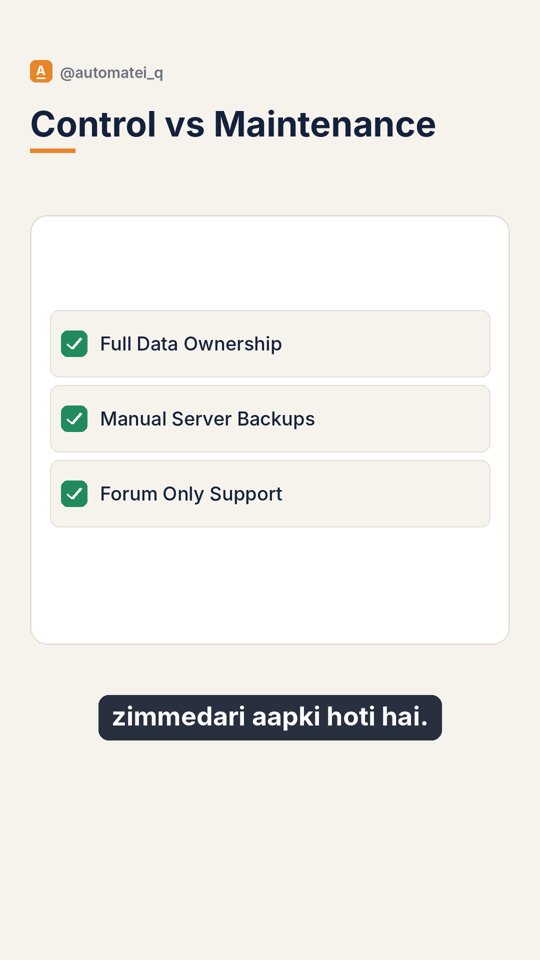 A @automatei_q
Control vs Maintenance
Full Data Ownership
Manual Server Backups
Forum Only Support
zimmedari aapki hoti hai.